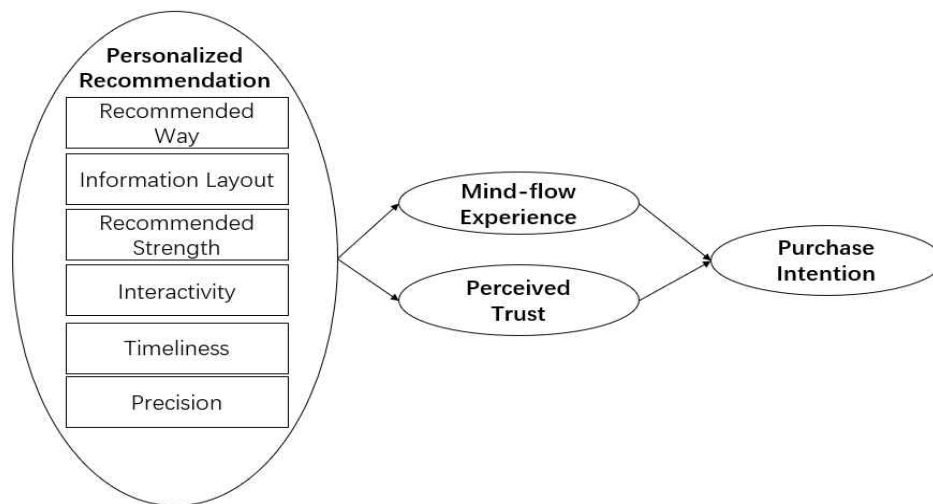 Personalized
Recommendation
Recommended
Way
Information Layout
Recommended
Strength
Interactivity
Timeliness
Precision
Mind-flow
Experience
Perceived
Trust
Purchase
Intention